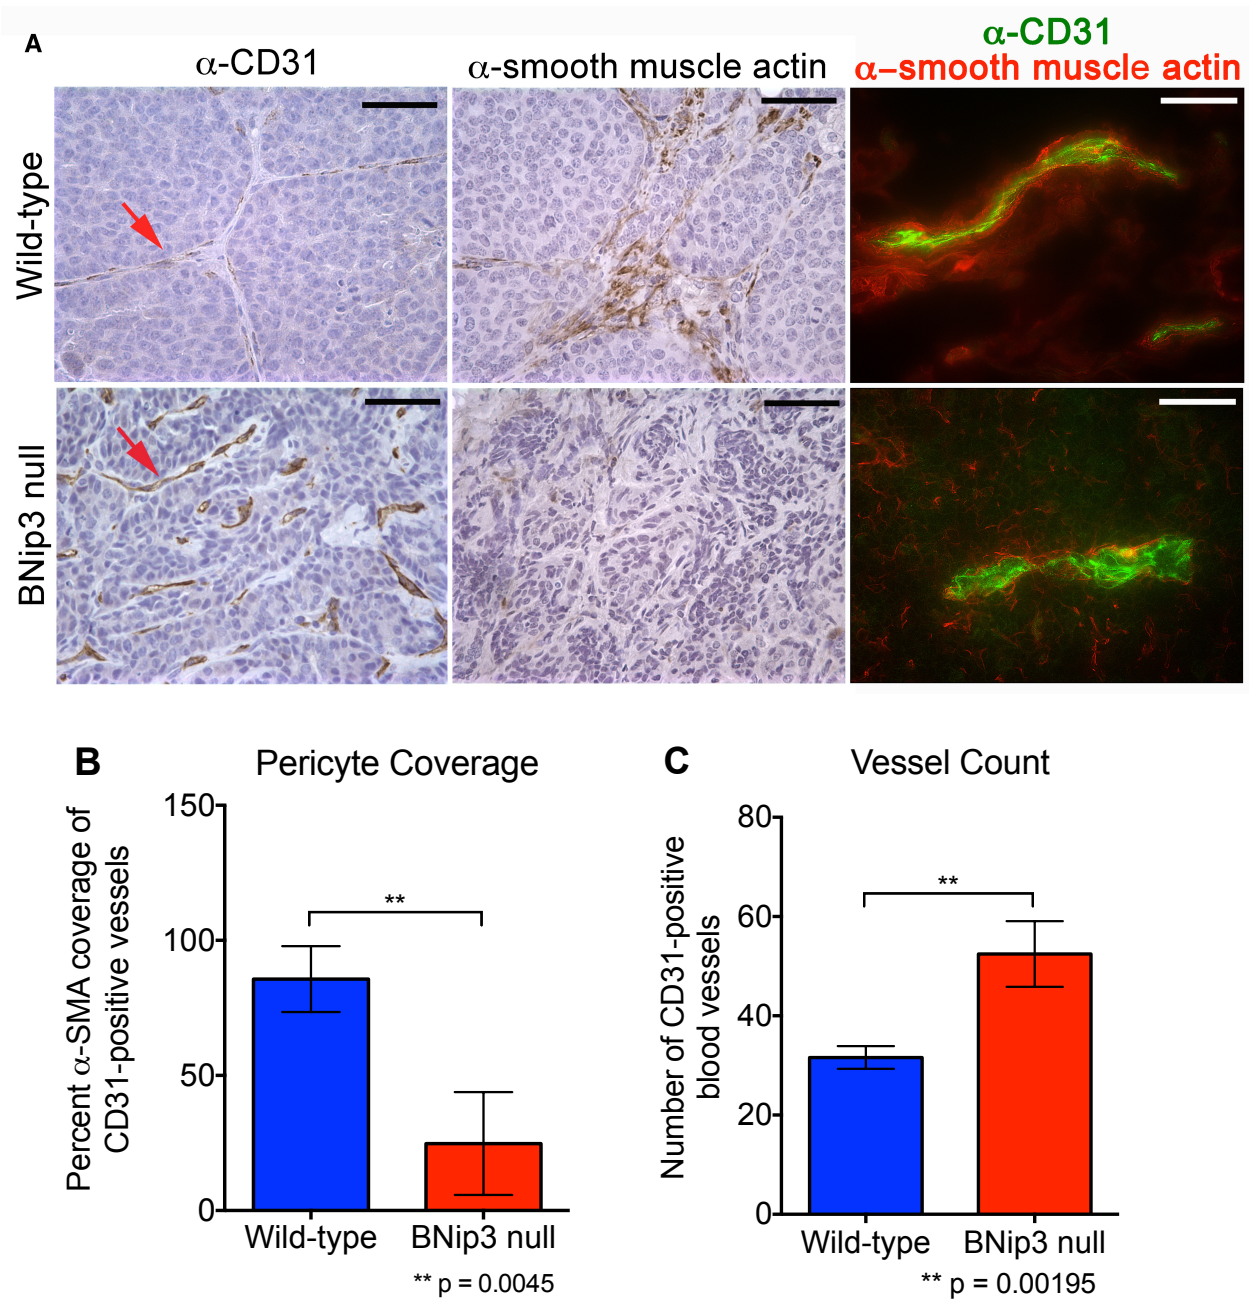 A
α-CD31
α-smooth muscle actin
α-CD31
α–smooth muscle actin
Wild-type
BNip3 null
B
Pericyte Coverage
Percent α-SMA coverage of
CD31-positive vessels
150
100
50
0
**
Wild-type
BNip3 null
** p = 0.0045
C
Vessel Count
Number of CD31-positive
blood vessels
80
60
40
20
0
**
Wild-type
BNip3 null
** p = 0.00195